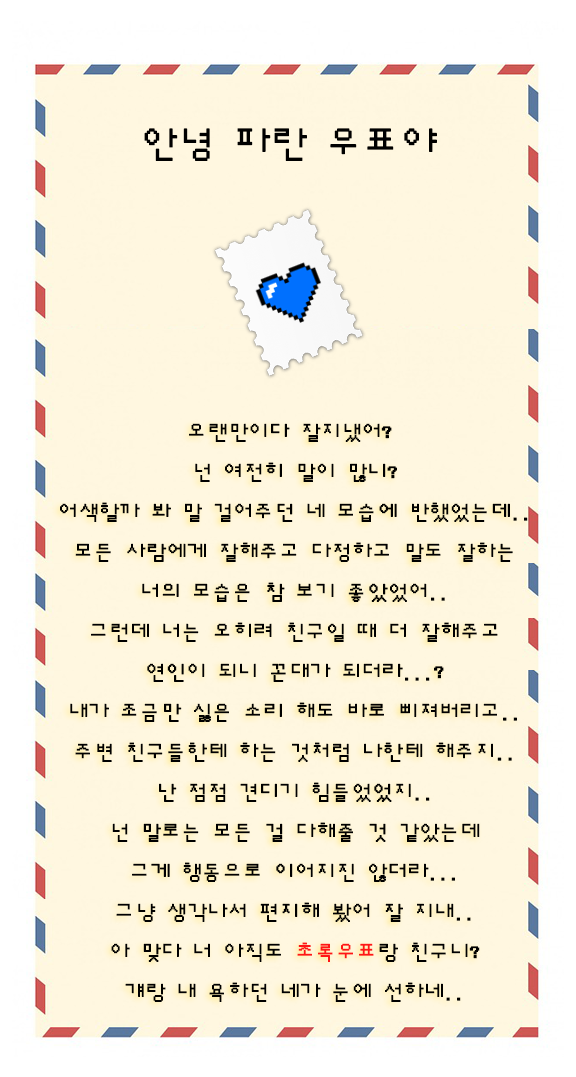 안녕 파란 우표야
오랜만이다 잘지냈어?
넌 여전히 말이 많니?
어색할까 봐 말 걸어주던 네 모습에 반했었는데..
모든 사람에게 잘해주고 다정하고 말도 잘하는
너의 모습은 참 보기 좋았었어..
그런데 너는 오히려 친구일 때 더 잘해주고
연인이 되니 꼰대가 되더라...?
내가 조금만 싫은 소리 해도 바로 삐져버리고..
주변 친구들한테 하는 것처럼 나한테 해주지..
난 점점 견디기 힘들었었지..
넌 말로는 모든 걸 다해줄 것 같았는데
그게 행동으로 이어지진 않더라...
그냥 생각나서 편지해 봤어 잘 지내..
아 맞다 너 아직도 초록우표랑 친구니?
걔랑 내 욕하던 네가 눈에 선하네..